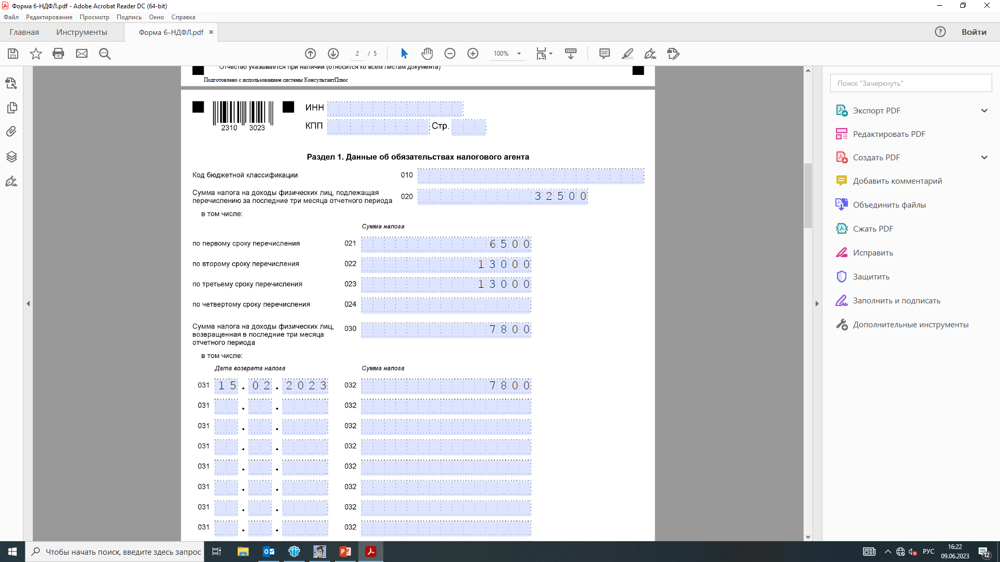 Форма 6-НДФЛ.pdf - Adobe Acrobat Reader DC (64-bit)
Файл Редактирование Просмотр Подпись Окно Справка
Главная Инструменты Форма 6-НДФЛ.pdf × ? Войти
2 / 5 100%
Отчество указывается при наличии (относится ко всем листам документа)
Подготовлено с использованием системы КонсультантПлюс
2310 3023
ИНН
КПП Стр.
Раздел 1. Данные об обязательствах налогового агента
Код бюджетной классификации 010
Сумма налога на доходы физических лиц, подлежащая
перечислению за последние три месяца отчетного периода 020 32500
в том числе:
Сумма налога
по первому сроку перечисления 021 6500
по второму сроку перечисления 022 13000
по третьему сроку перечисления 023 13000
по четвертому сроку перечисления 024
Сумма налога на доходы физических лиц, 030 7800
возвращенная в последние три месяца
отчетного периода
в том числе:
Дата возврата налога Сумма налога
031 15.02.2023 032 7800
031 . . 032
031 . . 032
031 . . 032
031 . . 032
031 . . 032
031 . . 032
031 . . 032
Поиск "Зачеркнуть"
Экспорт PDF
Редактировать PDF
Создать PDF
Добавить комментарий
Объединить файлы
Сжать PDF
Исправить
Защитить
Заполнить и подписать
Дополнительные инструменты
Чтобы начать поиск, введите здесь запрос
РУС
16:22
09.06.2023
12